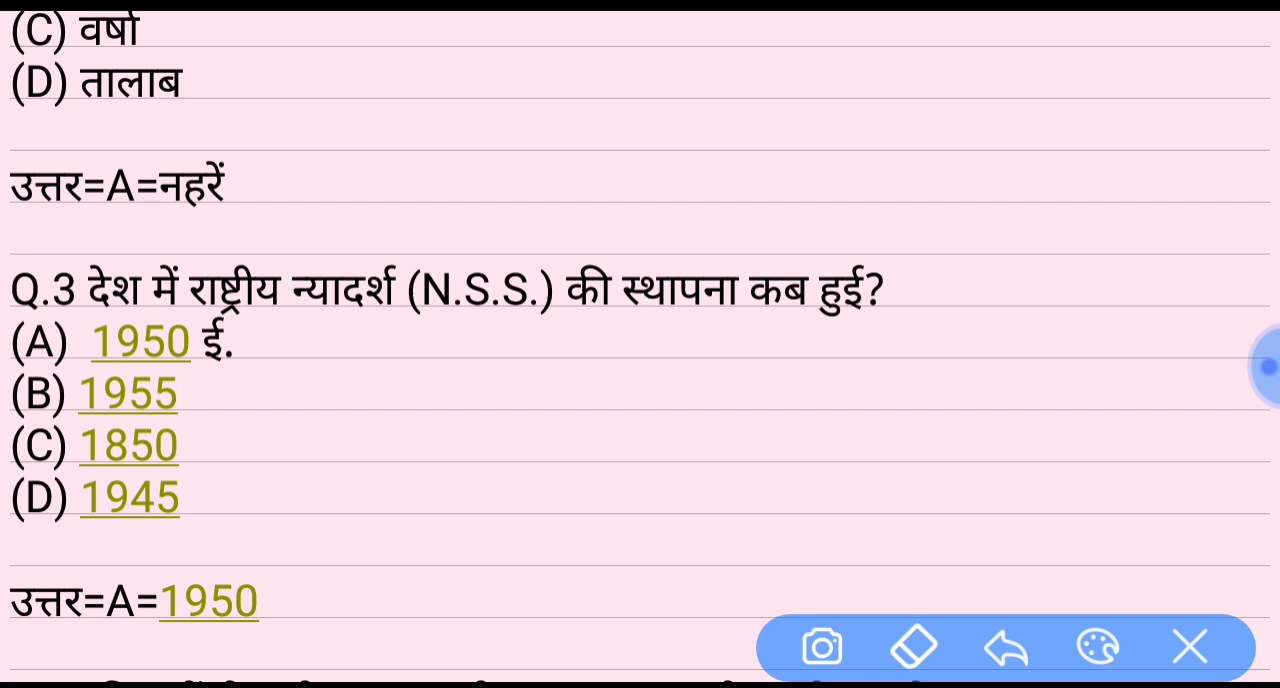 (C) वर्षा
(D) तालाब
उत्तर=A=नहरें
Q.3 देश में राष्ट्रीय न्यादर्श (N.S.S.) की स्थापना कब हुई?
(A) 1950 ई.
(B) 1955
(C) 1850
(D) 1945
उत्तर=A=1950